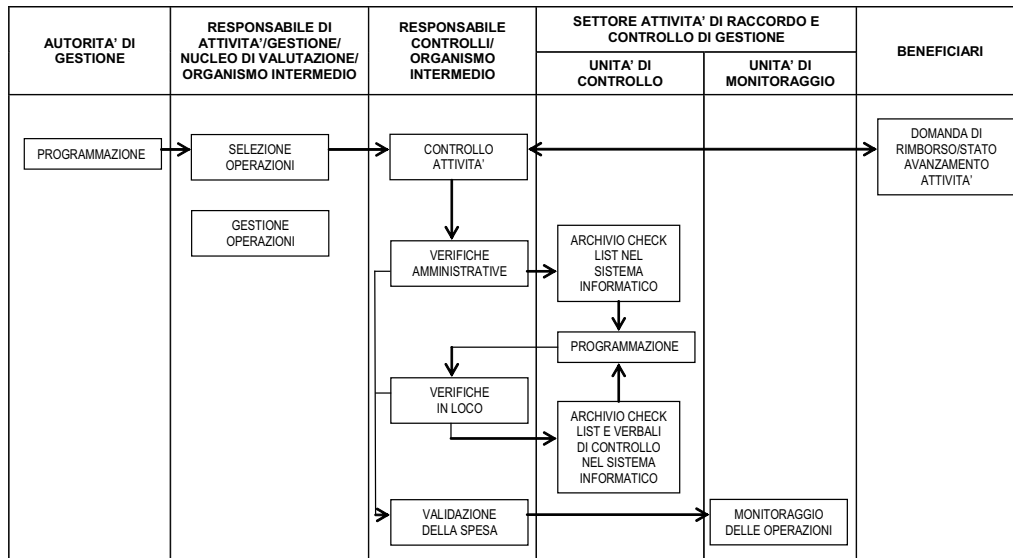 AUTORITA' DI
GESTIONE
RESPONSABILE DI
ATTIVITA'/GESTIONE/
NUCLEO DI VALUTAZIONE/
ORGANISMO INTERMEDIO
RESPONSABILE
CONTROLLI/
ORGANISMO
INTERMEDIO
SETTORE ATTIVITA' DI RACCORDO E
CONTROLLO DI GESTIONE
UNITA' DI
CONTROLLO
UNITA' DI
MONITORAGGIO
BENEFICIARI
PROGRAMMAZIONE
SELEZIONE
OPERAZIONI
CONTROLLO
ATTIVITA'
DOMANDA DI
RIMBORSO/STATO
AVANZAMENTO
ATTIVITA'
GESTIONE
OPERAZIONI
VERIFICHE
AMMINISTRATIVE
ARCHIVIO CHECK
LIST NEL
SISTEMA
INFORMATICO
PROGRAMMAZIONE
VERIFICHE
IN LOCO
ARCHIVIO CHECK
LIST E VERBALI
DI CONTROLLO
NEL SISTEMA
INFORMATICO
VALIDAZIONE
DELLA SPESA
MONITORAGGIO
DELLE OPERAZIONI